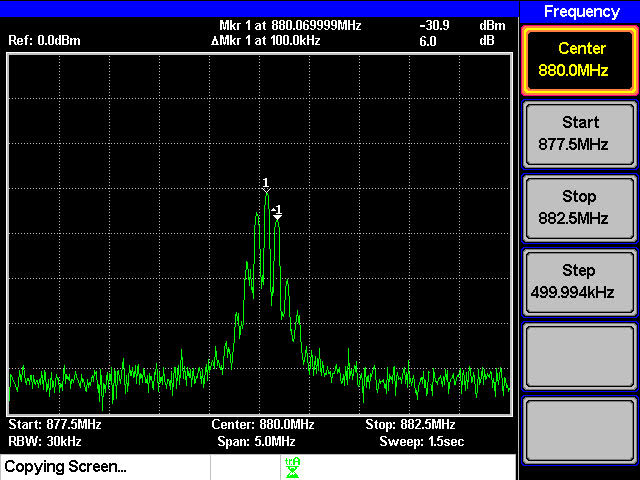 Frequency
Mkr 1 at 880.069999MHz -30.9 dBm
Ref: 0.0dBm ΔMkr 1 at 100.0kHz 6.0 dB
Center
880.0MHz
Start
877.5MHz
Stop
882.5MHz
Step
499.994kHz
1
1
Start: 877.5MHz Center: 880.0MHz Stop: 882.5MHz
RBW: 30kHz Span: 5.0MHz Sweep: 1.5sec
Copying Screen... trA